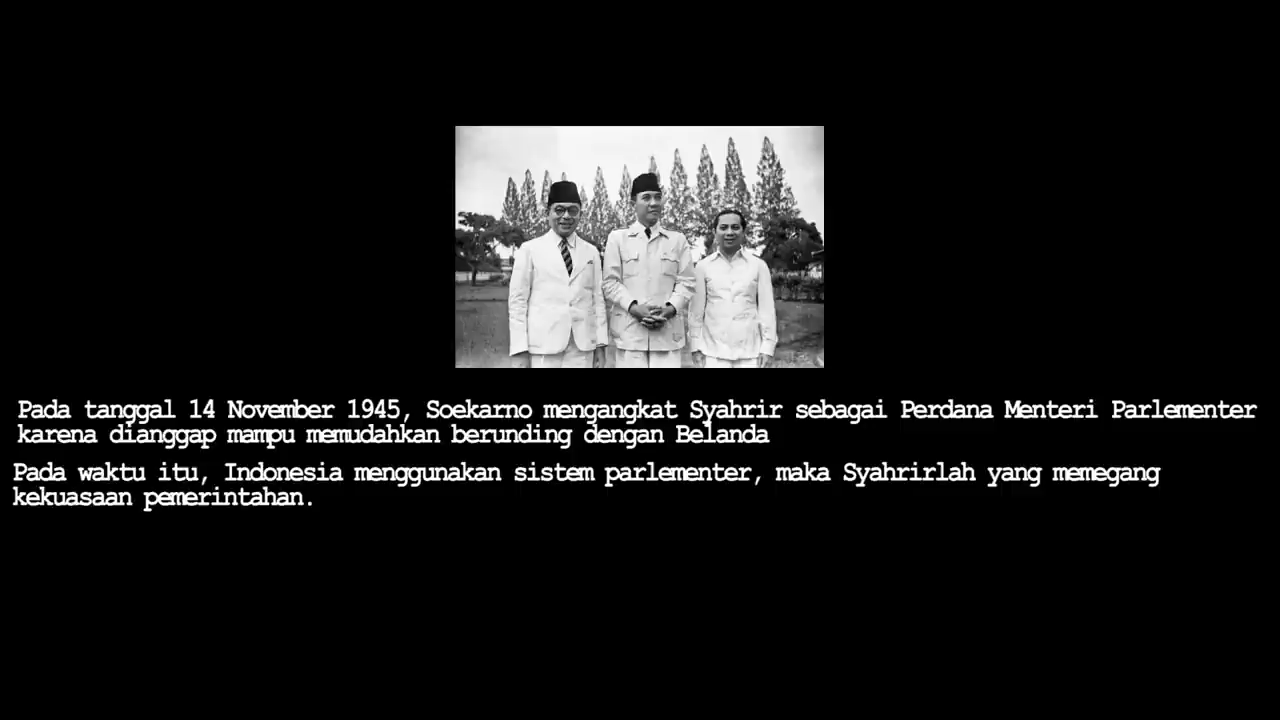 Pada tanggal 14 November 1945, Soekarno mengangkat Syahrir sebagai Perdana Menteri Parlementer
karena dianggap mampu memudahkan berunding dengan Belanda
Pada waktu itu, Indonesia menggunakan sistem parlementer, maka Syahrirlah yang memegang
kekuasaan pemerintahan.